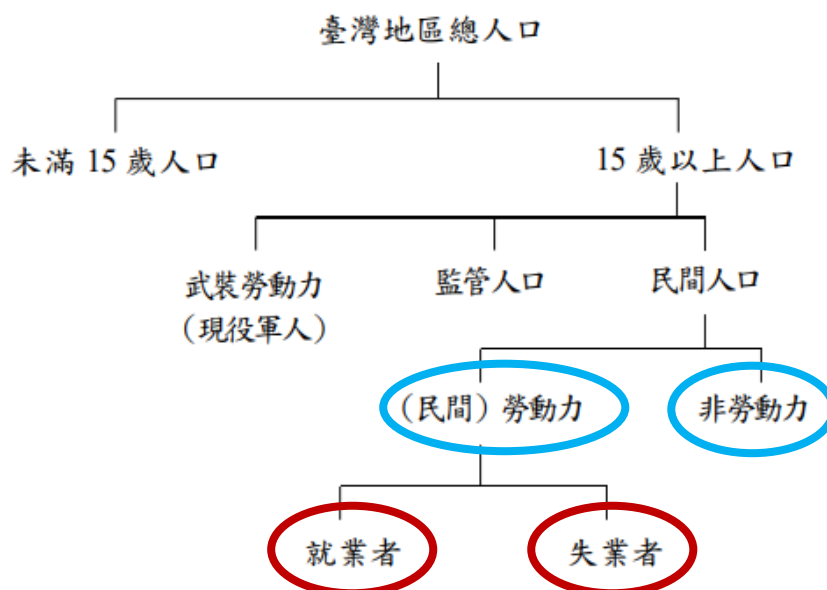 臺灣地區總人口
未滿 15 歲人口
15 歲以上人口
武裝勞動力
（現役軍人）
監管人口
民間人口
（民間）勞動力
非勞動力
就業者
失業者